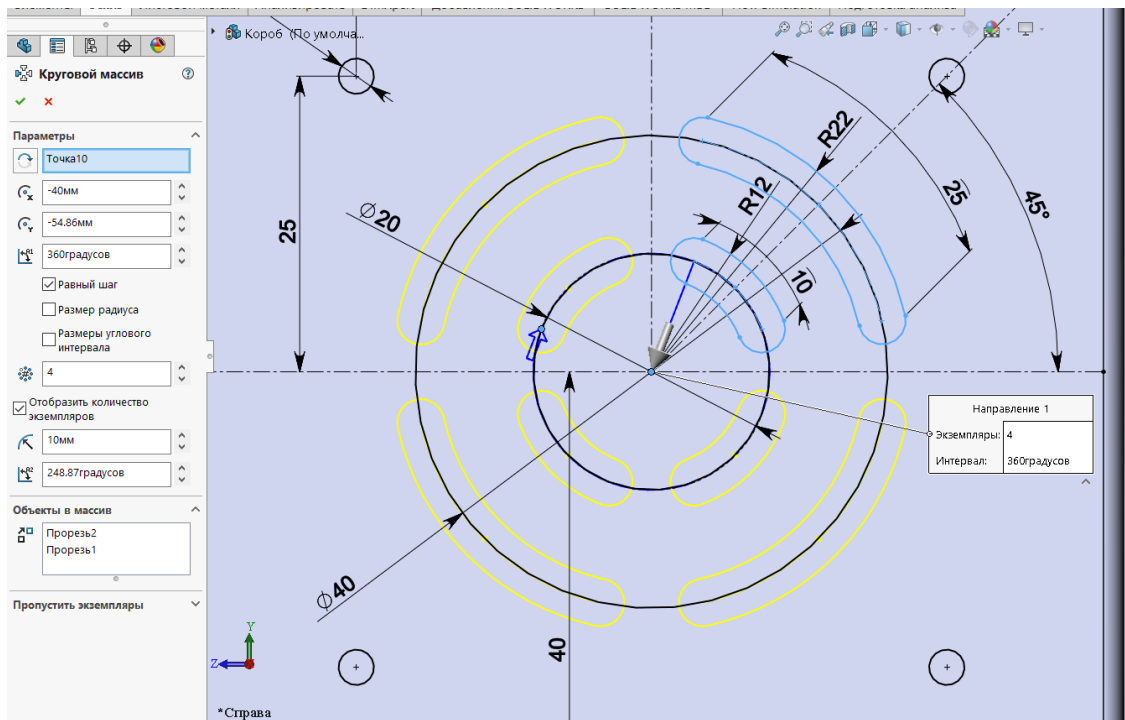 Короб (По умолча...
Круговой массив
Параметры
Точка10
-40мм
-54.86мм
360градусов
Равный шаг
Размер радиуса
Размеры углового
интервала
4
Отобразить количество
экземпляров
10мм
248.87градусов
Объекты в массив
Прорезь2
Прорезь1
Пропустить экземпляры
25
∅20
R12
R22
25
45°
10
∅40
40
Направление 1
Экземпляры: 4
Интервал: 360градусов
Y
Z
*Справа